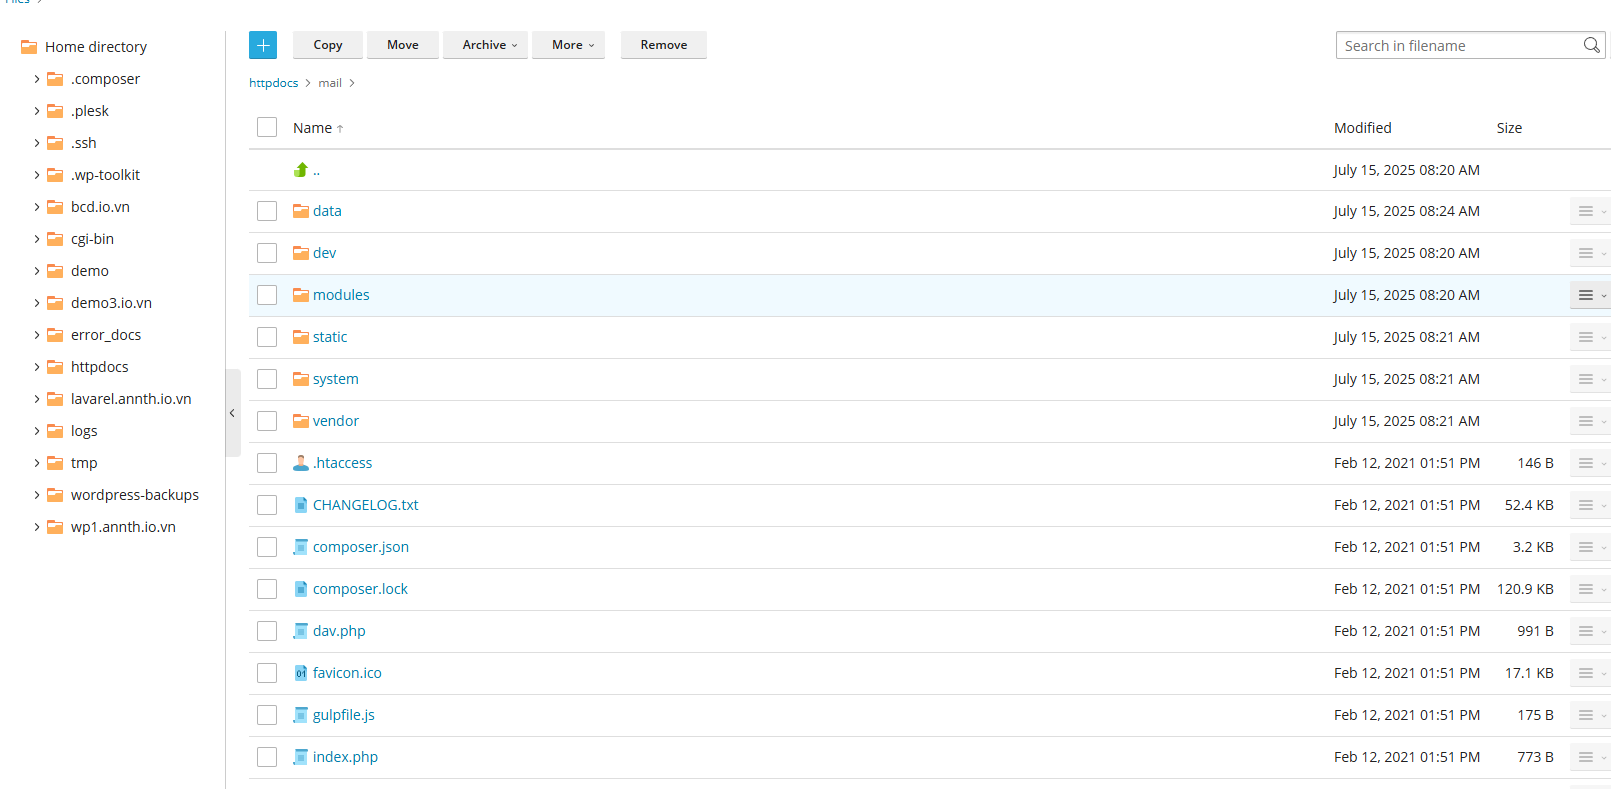 Files
Home directory
.composer
.plesk
.ssh
.wp-toolkit
bcd.io.vn
cgi-bin
demo
demo3.io.vn
error_docs
httpdocs
lavarel.annth.io.vn
logs
tmp
wordpress-backups
wp1.annth.io.vn
Copy Move Archive More Remove
Search in filename
httpdocs > mail >
Name ↑ Modified Size
.. July 15, 2025 08:20 AM
data July 15, 2025 08:24 AM
dev July 15, 2025 08:20 AM
modules July 15, 2025 08:20 AM
static July 15, 2025 08:21 AM
system July 15, 2025 08:21 AM
vendor July 15, 2025 08:21 AM
.htaccess Feb 12, 2021 01:51 PM 146 B
CHANGELOG.txt Feb 12, 2021 01:51 PM 52.4 KB
composer.json Feb 12, 2021 01:51 PM 3.2 KB
composer.lock Feb 12, 2021 01:51 PM 120.9 KB
dav.php Feb 12, 2021 01:51 PM 991 B
favicon.ico Feb 12, 2021 01:51 PM 17.1 KB
gulpfile.js Feb 12, 2021 01:51 PM 175 B
index.php Feb 12, 2021 01:51 PM 773 B